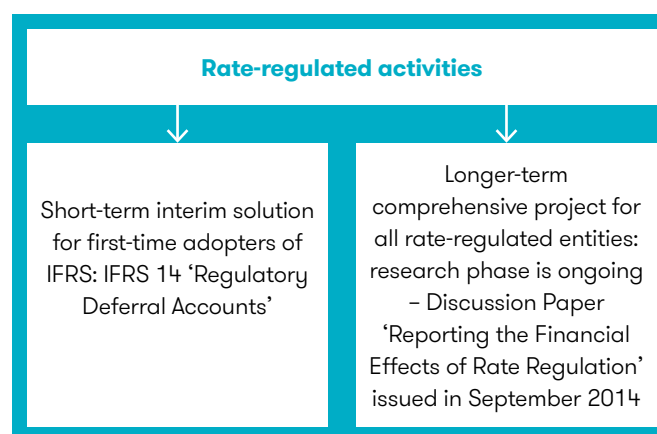 Rate-regulated activities
Short-term interim solution
for first-time adopters of
IFRS: IFRS 14 ‘Regulatory
Deferral Accounts’
Longer-term
comprehensive project for
all rate-regulated entities:
research phase is ongoing
– Discussion Paper
‘Reporting the Financial
Effects of Rate Regulation’
issued in September 2014